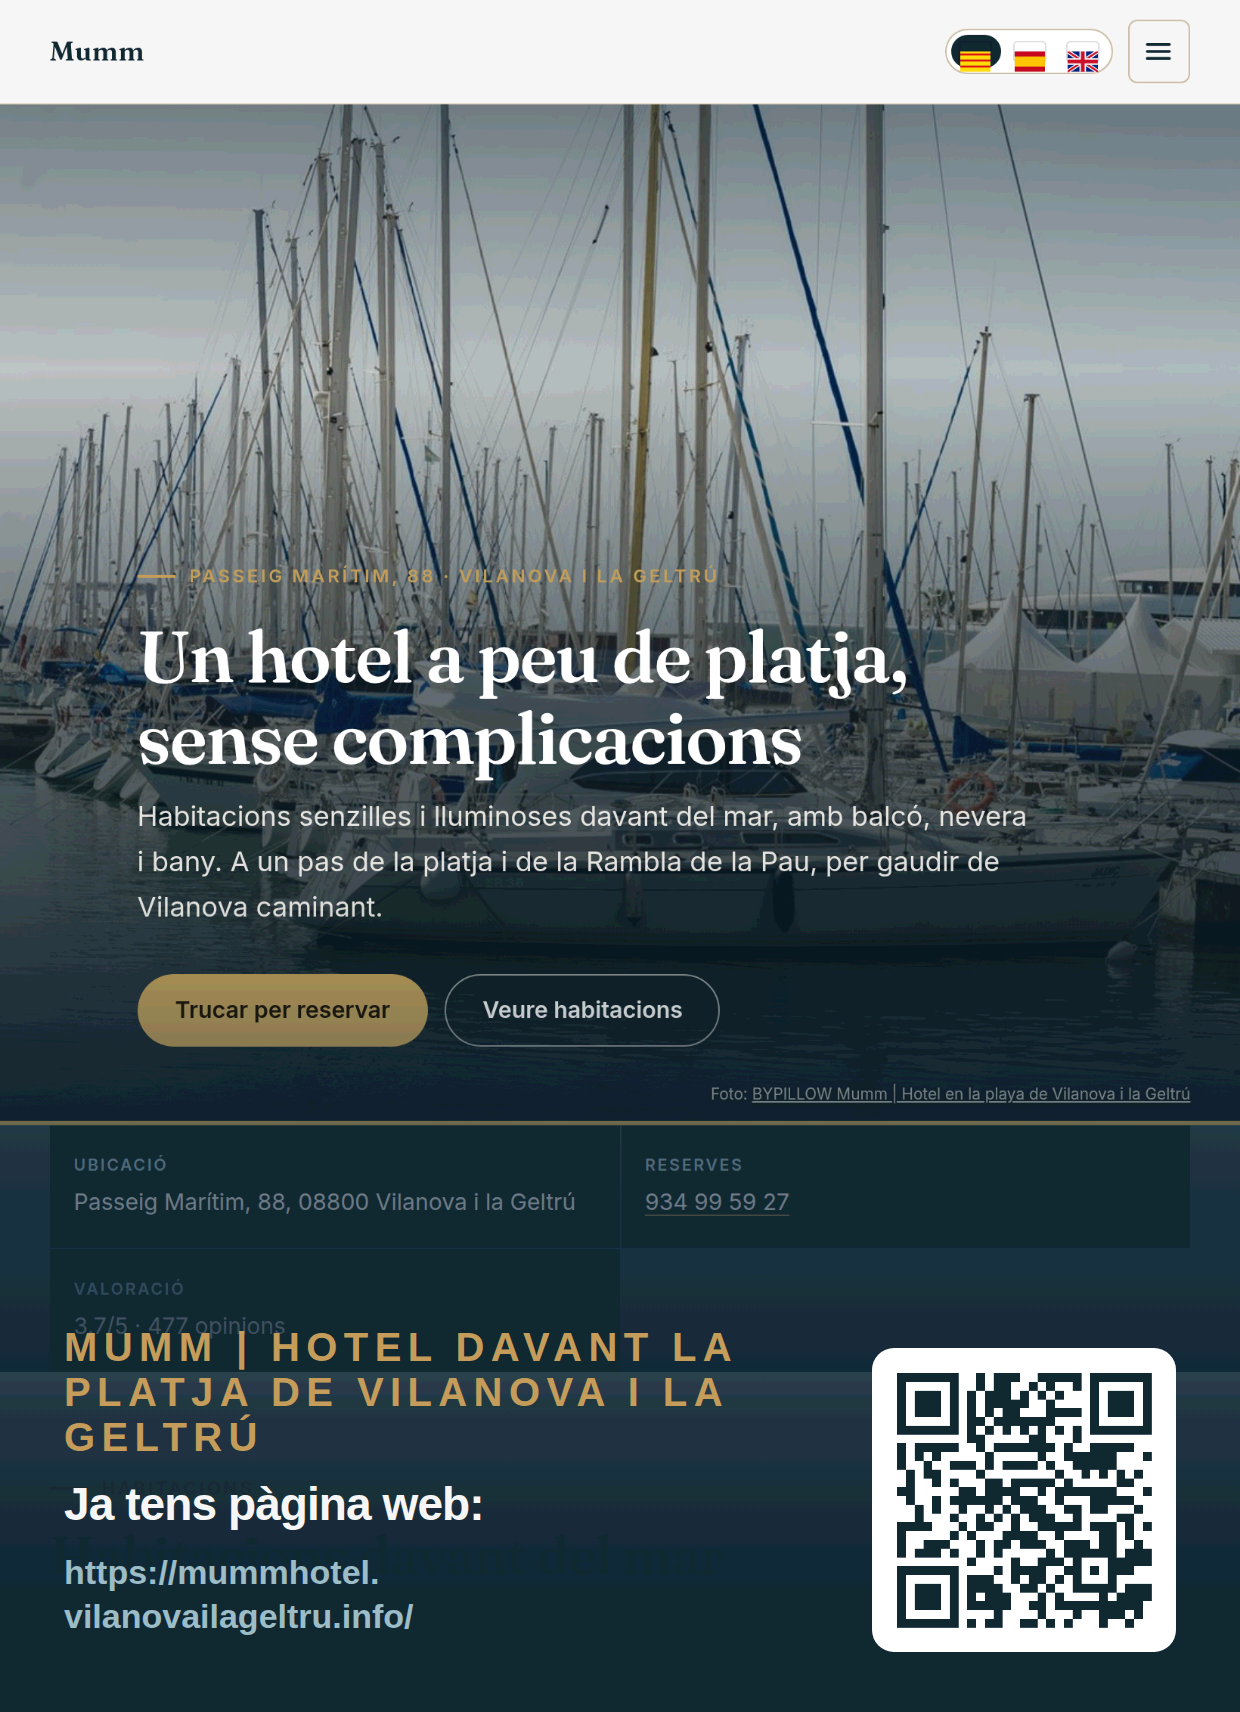 Mumm
PASSEIG MARÍTIM, 88 · VILANOVA I LA GELTRÚ
Un hotel a peu de platja,
sense complicacions
Habitacions senzilles i lluminoses davant del mar, amb balcó, nevera
i bany. A un pas de la platja i de la Rambla de la Pau, per gaudir de
Vilanova caminant.
Trucar per reservar
Veure habitacions
Foto: BYPILLOW Mumm | Hotel en la playa de Vilanova i la Geltrú
UBICACIÓ
Passeig Marítim, 88, 08800 Vilanova i la Geltrú
RESERVES
934 99 59 27
VALORACIÓ
3,7/5 · 477 opinions
MUMM | HOTEL DAVANT LA
PLATJA DE VILANOVA I LA
GELTRÚ
HABITACIONS
Ja tens pàgina web:
https://mummhotel.
vilanovailageltru.info/